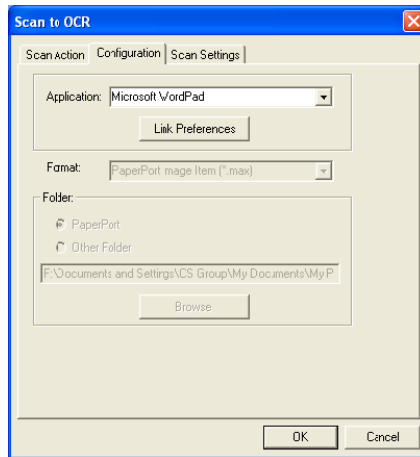 Scan to OCR
Scan Action Configuration Scan Settings
Application: Microsoft WordPad
Link Preferences
Format: PaperPort mage Item (*.max)
Folder:
PaperPort
Other Folder
F:\Documents and Settings\CS Group\My Documents\My P
Browse
OK Cancel